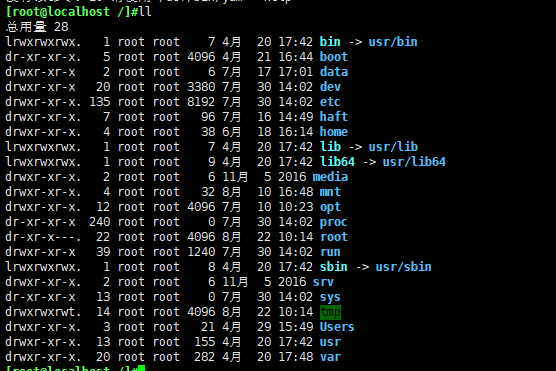 [root@localhost /]#ll
总用量 28
lrwxrwxrwx.   1 root root    7 4月  20 17:42 bin -> usr/bin
dr-xr-xr-x.   5 root root 4096 4月  21 16:44 boot
drwxr-xr-x    2 root root    6 7月  17 17:01 data
drwxr-xr-x   20 root root 3380 7月  30 14:02 dev
drwxr-xr-x. 135 root root 8192 7月  30 14:02 etc
drwxr-xr-x.   7 root root   96 7月  16 14:49 haft
drwxr-xr-x.   4 root root   38 6月  18 16:14 home
lrwxrwxrwx.   1 root root    7 4月  20 17:42 lib -> usr/lib
lrwxrwxrwx.   1 root root    9 4月  20 17:42 lib64 -> usr/lib64
drwxr-xr-x.   2 root root    6 11月  5 2016 media
drwxr-xr-x.   4 root root   32 8月  10 16:48 mnt
drwxr-xr-x.  12 root root 4096 7月  10 10:23 opt
dr-xr-xr-x  240 root root    0 7月  30 14:02 proc
dr-xr-x---.  22 root root 4096 8月  22 10:14 root
drwxr-xr-x   39 root root 1240 7月  30 14:02 run
lrwxrwxrwx.   1 root root    8 4月  20 17:42 sbin -> usr/sbin
drwxr-xr-x.   2 root root    6 11月  5 2016 srv
dr-xr-xr-x   13 root root    0 7月  30 14:02 sys
drwxrwxrwt.  14 root root 4096 8月  22 10:14 tmp
drwxr-xr-x.   3 root root   21 4月  29 15:49 Users
drwxr-xr-x.  13 root root  155 4月  20 17:42 usr
drwxr-xr-x.  20 root root  282 4月  20 17:48 var
[root@localhost /]#